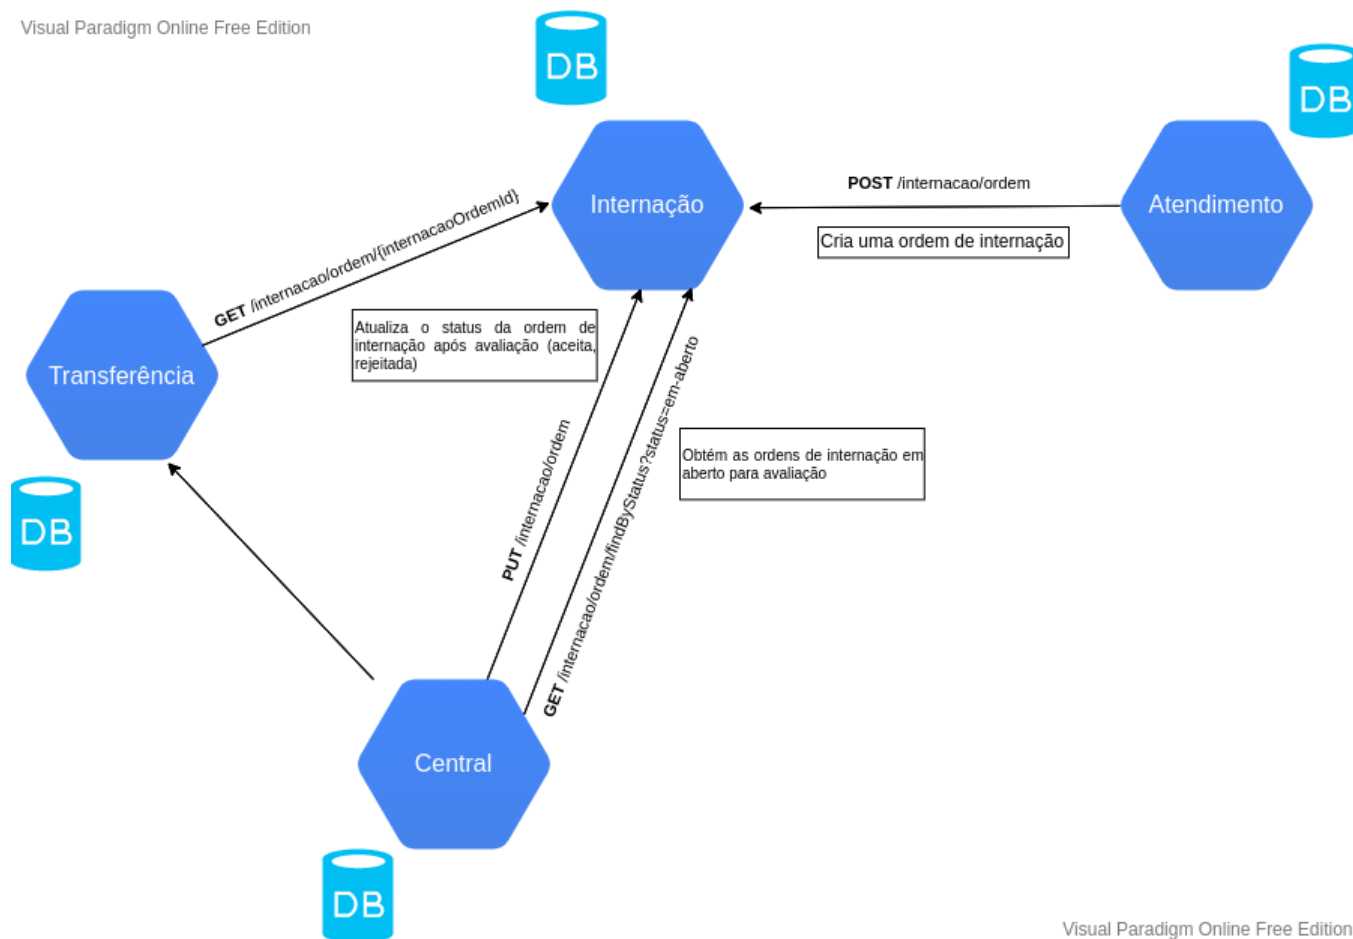 Visual Paradigm Online Free Edition
DB
DB
Internação
Atendimento
POST /internacao/ordem
Cria uma ordem de internação
GET /internacao/ordem/{internacaoOrdemId}
Atualiza o status da ordem de
internação após avaliação (aceita,
rejeitada)
Transferência
DB
PUT /internacao/ordem
GET /internacao/ordem/findByStatus?status=em-aberto
Obtém as ordens de internação em
aberto para avaliação
Central
DB
Visual Paradigm Online Free Edition